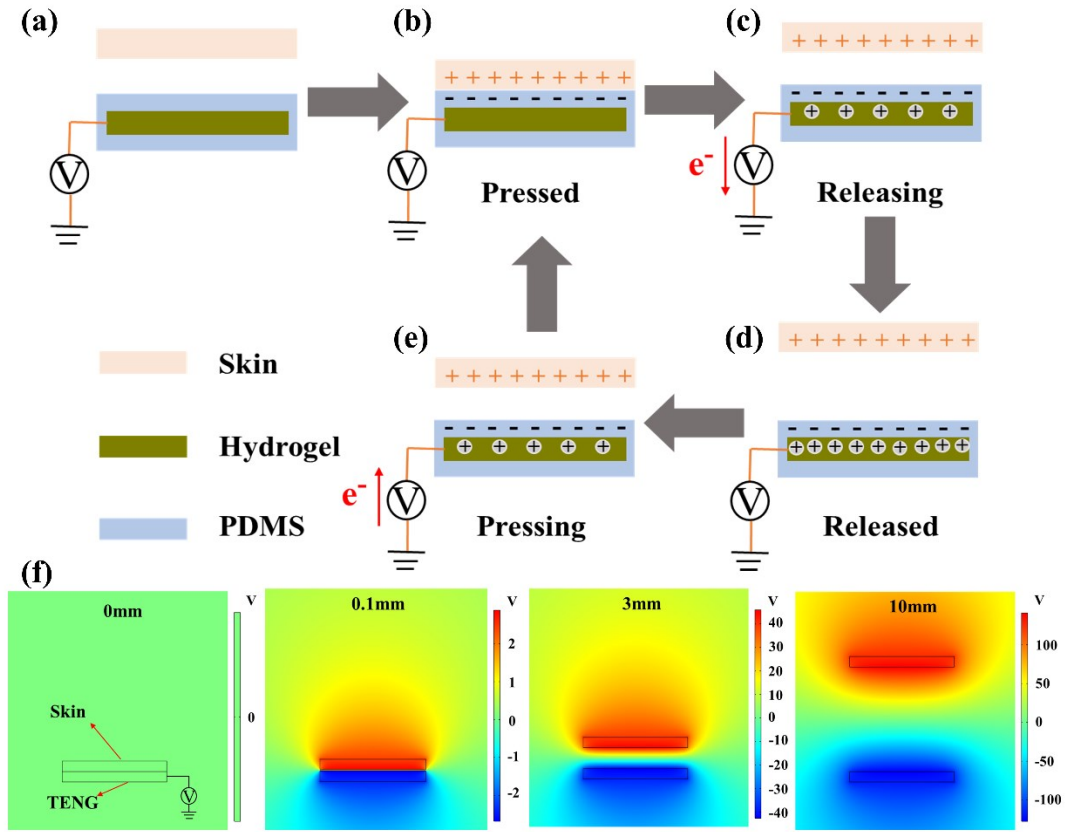 (a)
(b)
(c)
+ + + + + + + + +
+ + + + + + + + +
- - - - - - - - -
- - - - - - - - -
+ + + + +
V
V
e-
V
Pressed
Releasing
(e)
(d)
+ + + + + + + + +
Skin
+ + + + + + + + +
- - - - - - - - -
- - - - - - - - -
Hydrogel
+ + + + +
+ + + + + + + + +
e-
V
V
PDMS
Pressing
Released
(f)
0mm
V
0
Skin
TENG
V
0.1mm
V
2
1
0
-1
-2
3mm
V
40
30
20
10
0
-10
-20
-30
-40
10mm
V
100
50
0
-50
-100